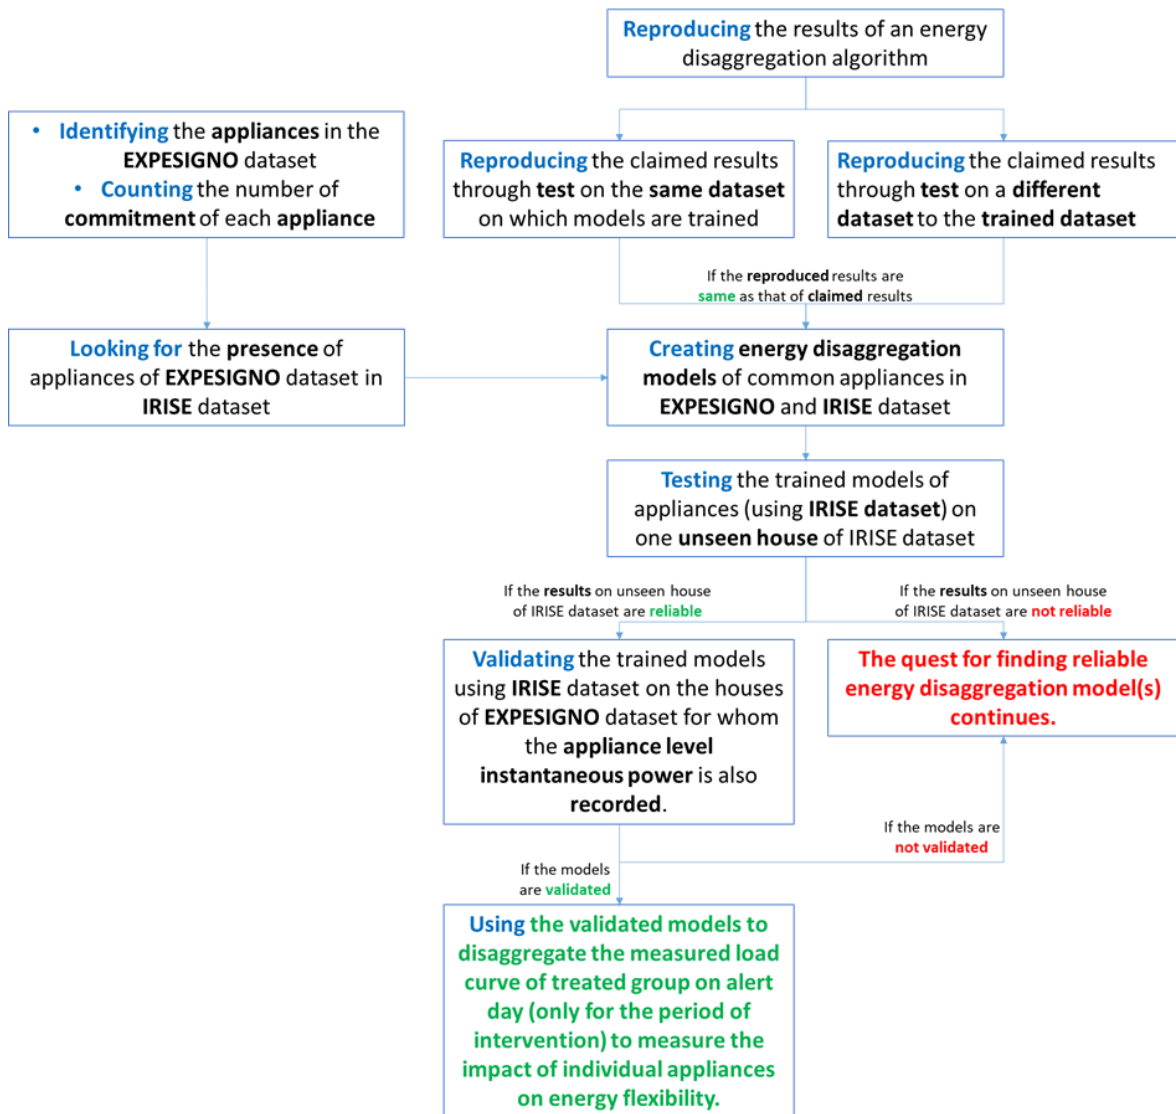 Reproducing the results of an energy
disaggregation algorithm
• Identifying the appliances in the
EXPESIGNO dataset
• Counting the number of
commitment of each appliance
Reproducing the claimed results
through test on the same dataset
on which models are trained
Reproducing the claimed results
through test on a different
dataset to the trained dataset
If the reproduced results are
same as that of claimed results
Looking for the presence of
appliances of EXPESIGNO dataset in
IRISE dataset
Creating energy disaggregation
models of common appliances in
EXPESIGNO and IRISE dataset
Testing the trained models of
appliances (using IRISE dataset) on
one unseen house of IRISE dataset
If the results on unseen house
of IRISE dataset are reliable
If the results on unseen house
of IRISE dataset are not reliable
Validating the trained models
using IRISE dataset on the houses
of EXPESIGNO dataset for whom
the appliance level
instantaneous power is also
recorded.
The quest for finding reliable
energy disaggregation model(s)
continues.
If the models are
not validated
If the models
are validated
Using the validated models to
disaggregate the measured load
curve of treated group on alert
day (only for the period of
intervention) to measure the
impact of individual appliances
on energy flexibility.